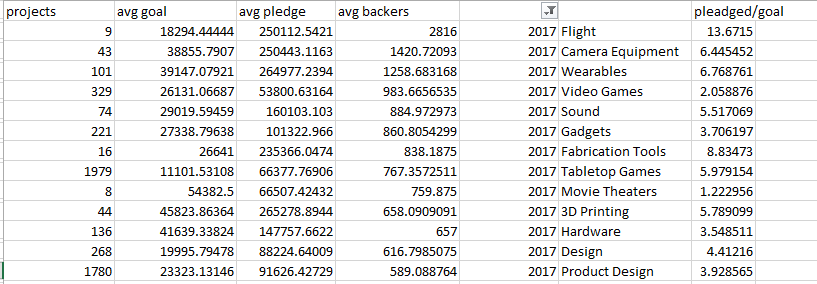 projects avg goal avg pledge avg backers pleadged/goal
9 18294.44444 250112.5421 2816 2017 Flight 13.6715
43 38855.7907 250443.1163 1420.72093 2017 Camera Equipment 6.445452
101 39147.07921 264977.2394 1258.683168 2017 Wearables 6.768761
329 26131.06687 53800.63164 983.6656535 2017 Video Games 2.058876
74 29019.59459 160103.103 884.972973 2017 Sound 5.517069
221 27338.79638 101322.966 860.8054299 2017 Gadgets 3.706197
16 26641 235366.0474 838.1875 2017 Fabrication Tools 8.83473
1979 11101.53108 66377.76906 767.3572511 2017 Tabletop Games 5.979154
8 54382.5 66507.42432 759.875 2017 Movie Theaters 1.222956
44 45823.86364 265278.8944 658.0909091 2017 3D Printing 5.789099
136 41639.33824 147757.6622 657 2017 Hardware 3.548511
268 19995.79478 88224.64009 616.7985075 2017 Design 4.41216
1780 23323.13146 91626.42729 589.088764 2017 Product Design 3.928565